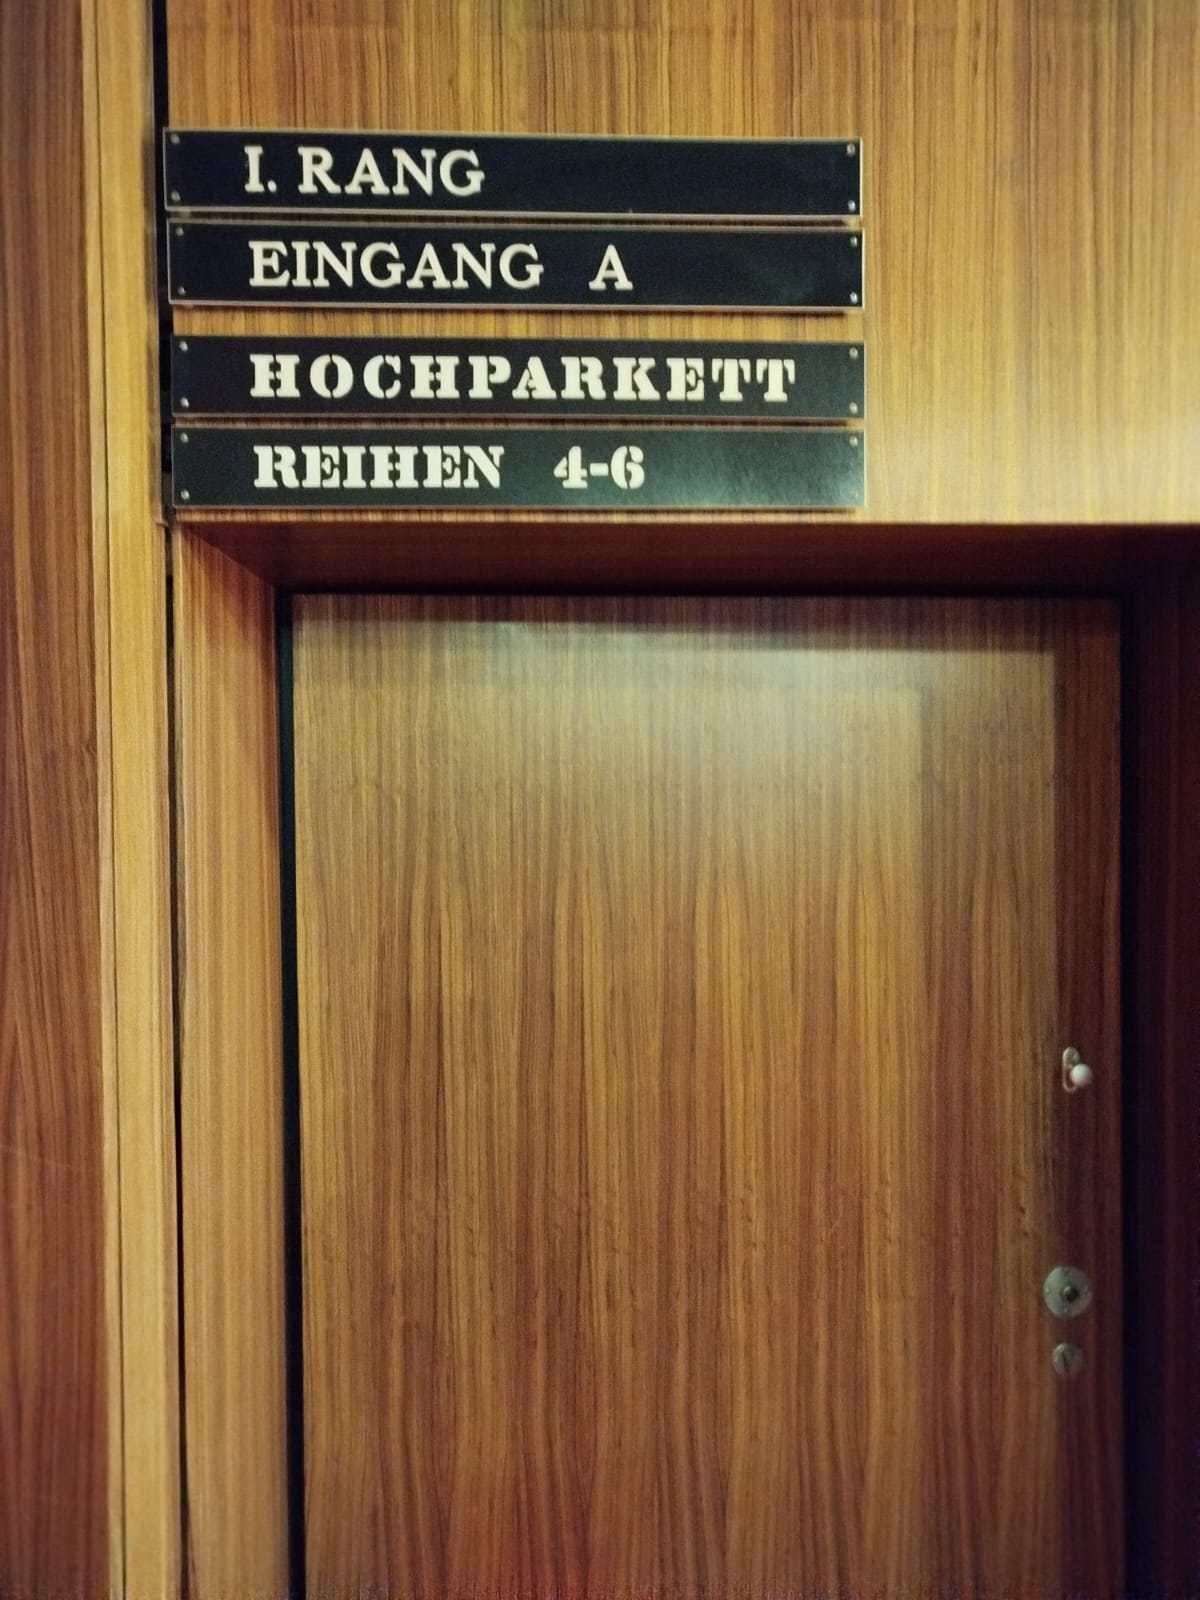 I. RANG
EINGANG A
HOCHPARKETT
REIHEN 4-6